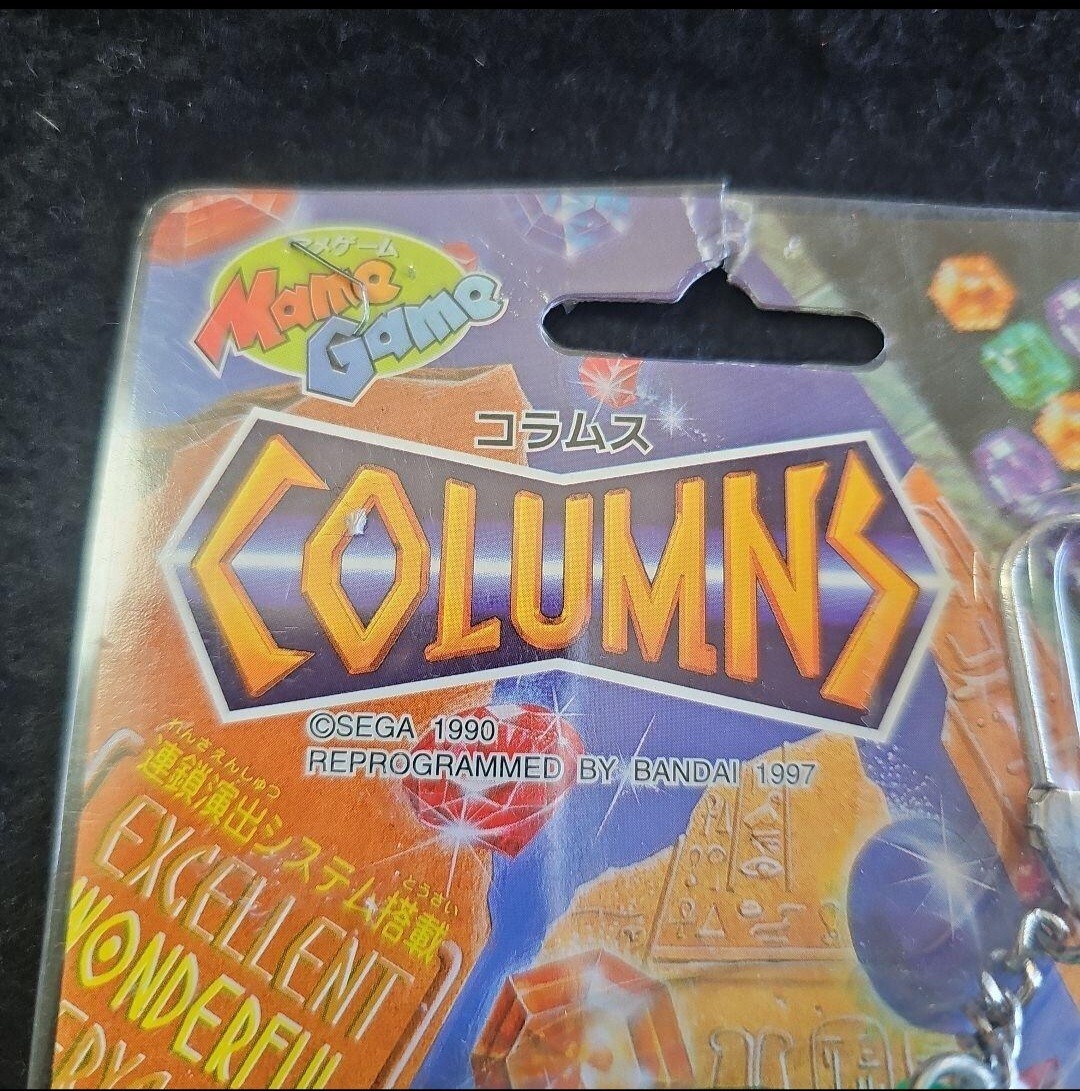 マメゲーム
Mame
Game
コラムス
COLUMNS
©SEGA 1990
REPROGRAMMED BY BANDAI 1997
れんさえんしゅつ
連鎖演出システム搭載
とうさい
EXCELLENT
WONDERFUL